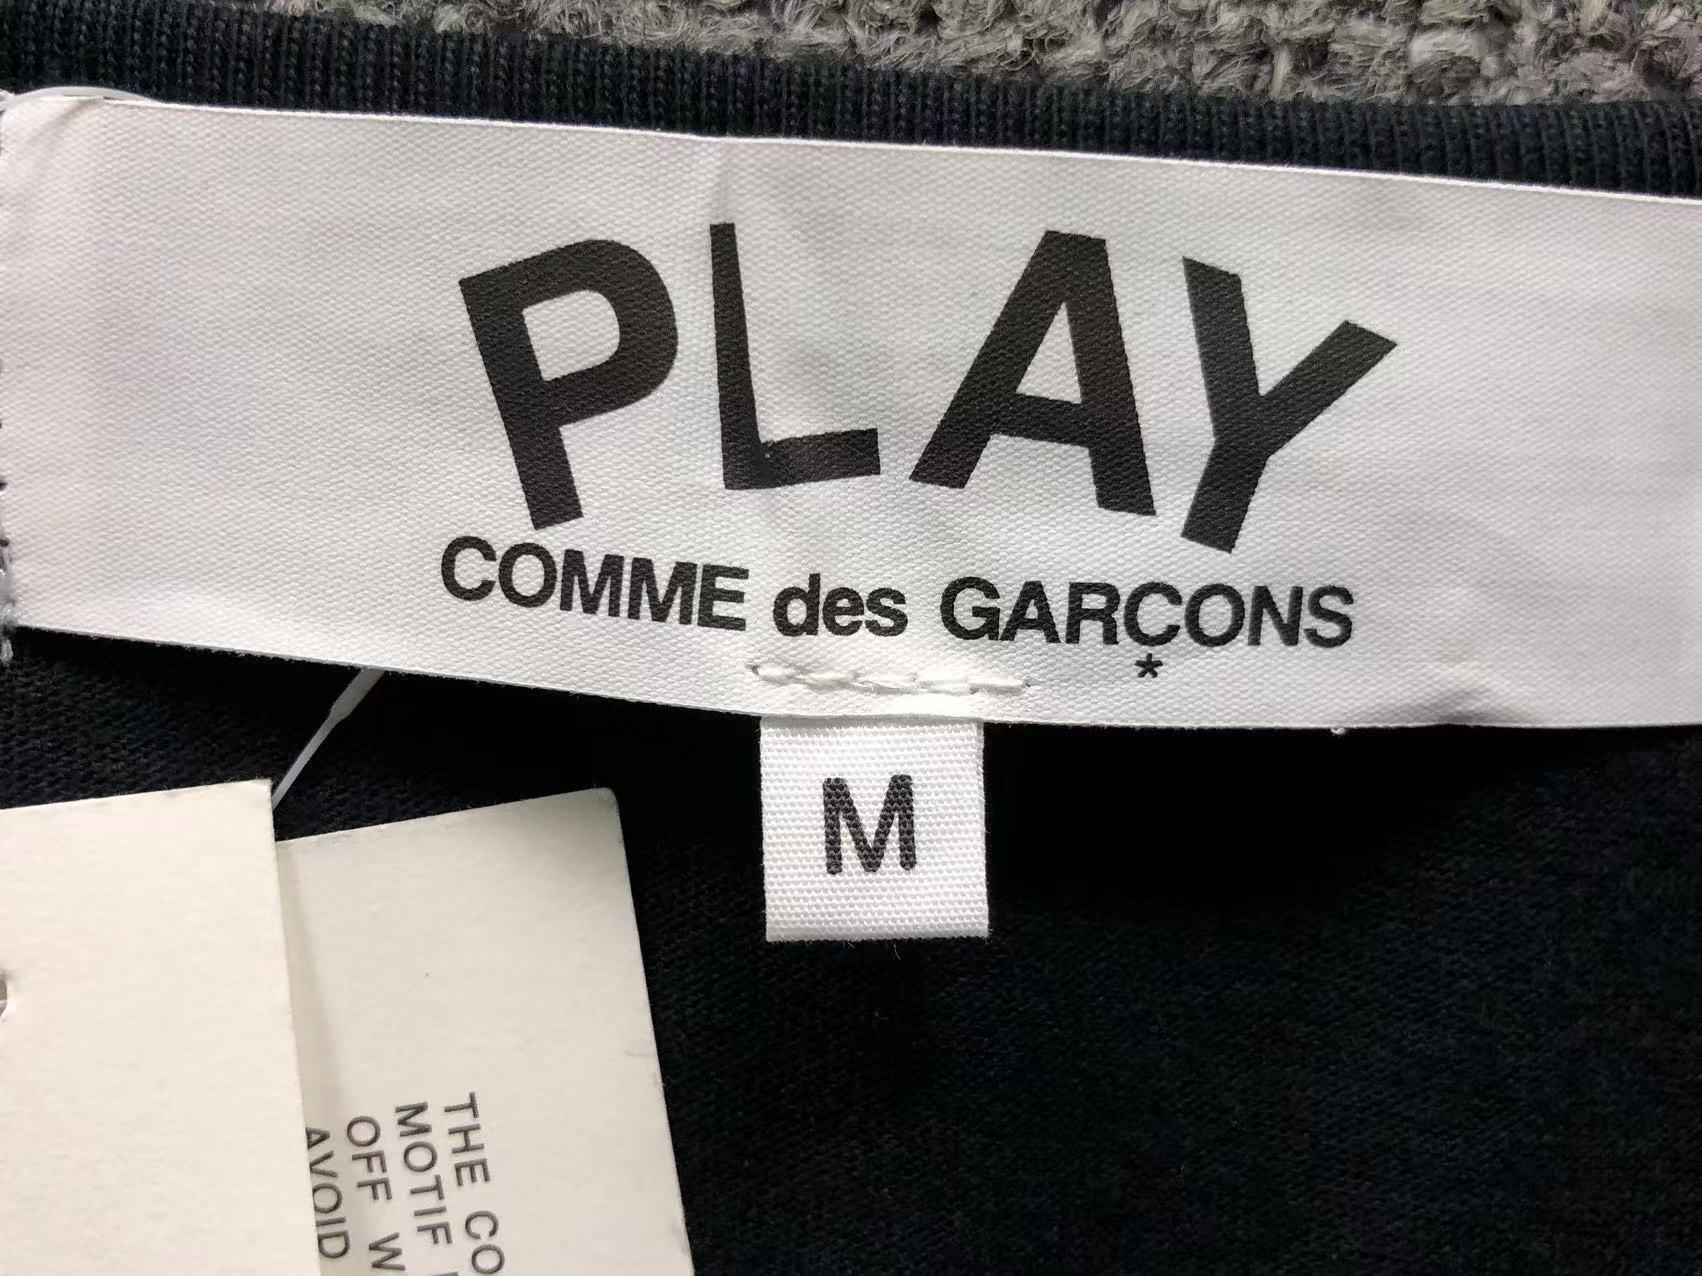 PLAY
COMME des GARÇONS
*
M
THE CO
MOTIF
OFF W
AVOID